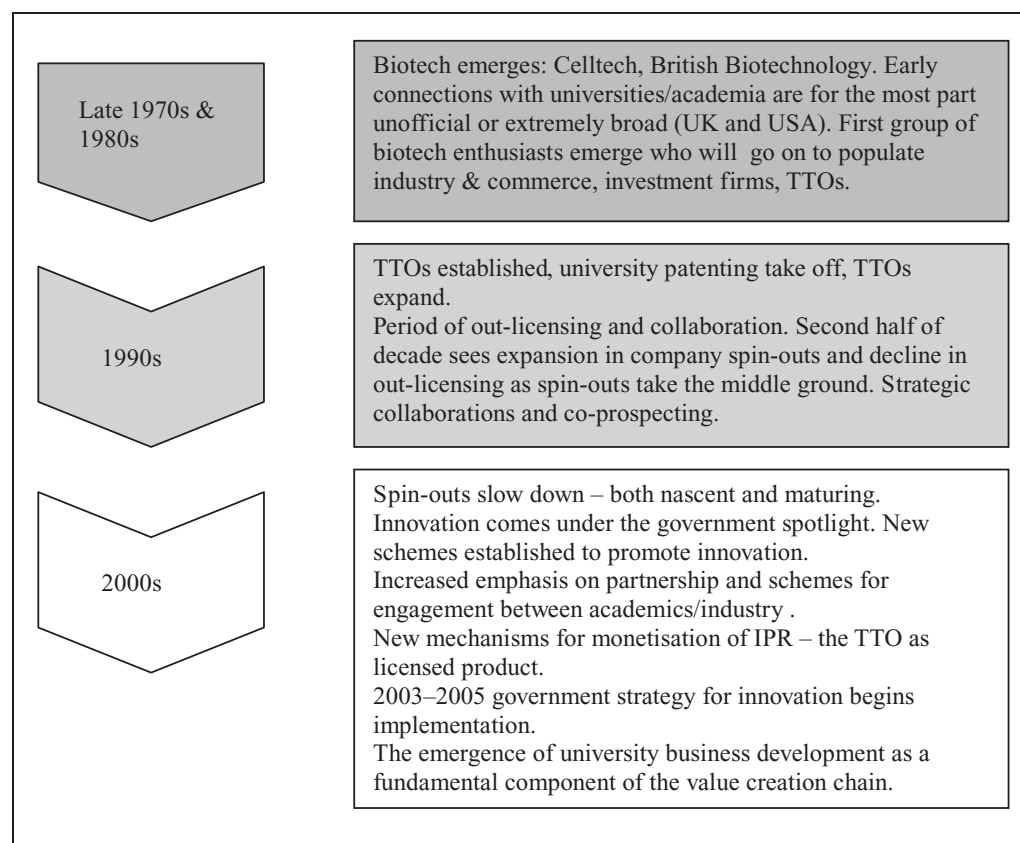 Late 1970s &
1980s
Biotech emerges: Celltech, British Biotechnology. Early
connections with universities/academia are for the most part
unofficial or extremely broad (UK and USA). First group of
biotech enthusiasts emerge who will  go on to populate
industry & commerce, investment firms, TTOs.
1990s
TTOs established, university patenting take off, TTOs
expand.
Period of out-licensing and collaboration. Second half of
decade sees expansion in company spin-outs and decline in
out-licensing as spin-outs take the middle ground. Strategic
collaborations and co-prospecting.
2000s
Spin-outs slow down – both nascent and maturing.
Innovation comes under the government spotlight. New
schemes established to promote innovation.
Increased emphasis on partnership and schemes for
engagement between academics/industry .
New mechanisms for monetisation of IPR – the TTO as
licensed product.
2003–2005 government strategy for innovation begins
implementation.
The emergence of university business development as a
fundamental component of the value creation chain.